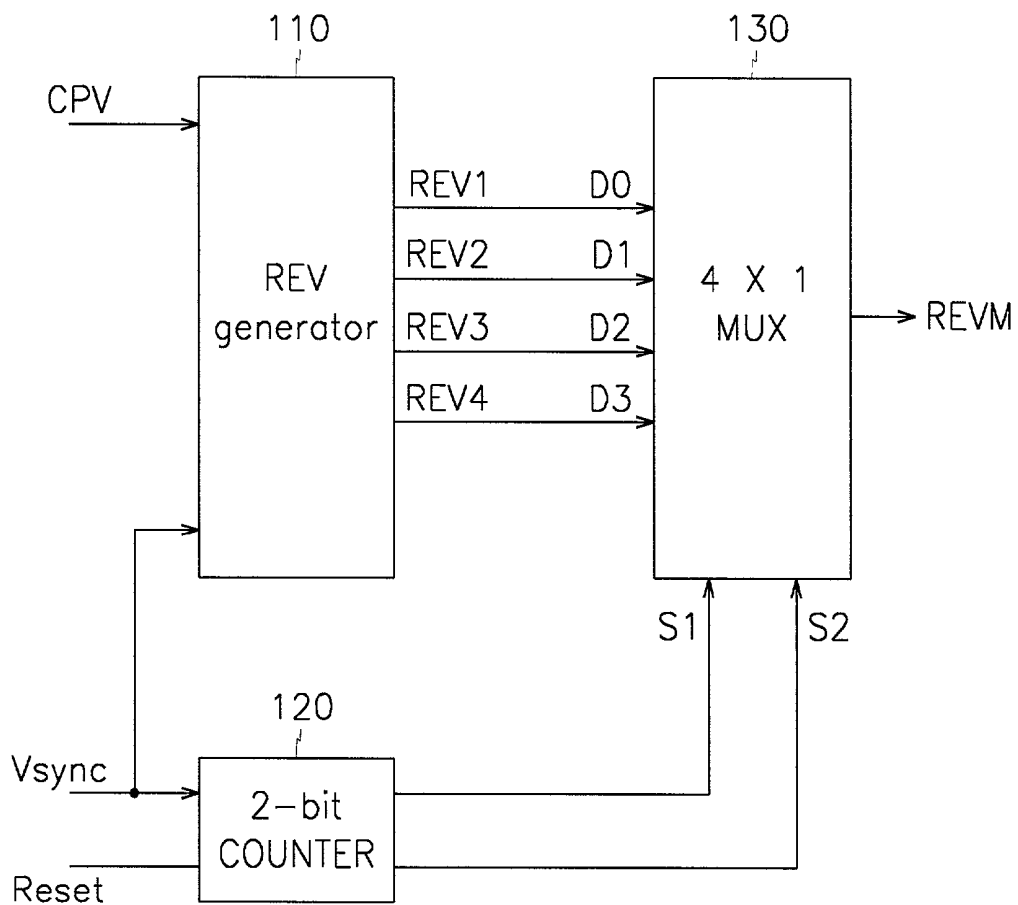 110
130
CPV
REV1
D0
REV2
D1
REV3
D2
REV4
D3
REV
generator
4 X 1
MUX
REVM
S1
S2
120
Vsync
2-bit
COUNTER
Reset